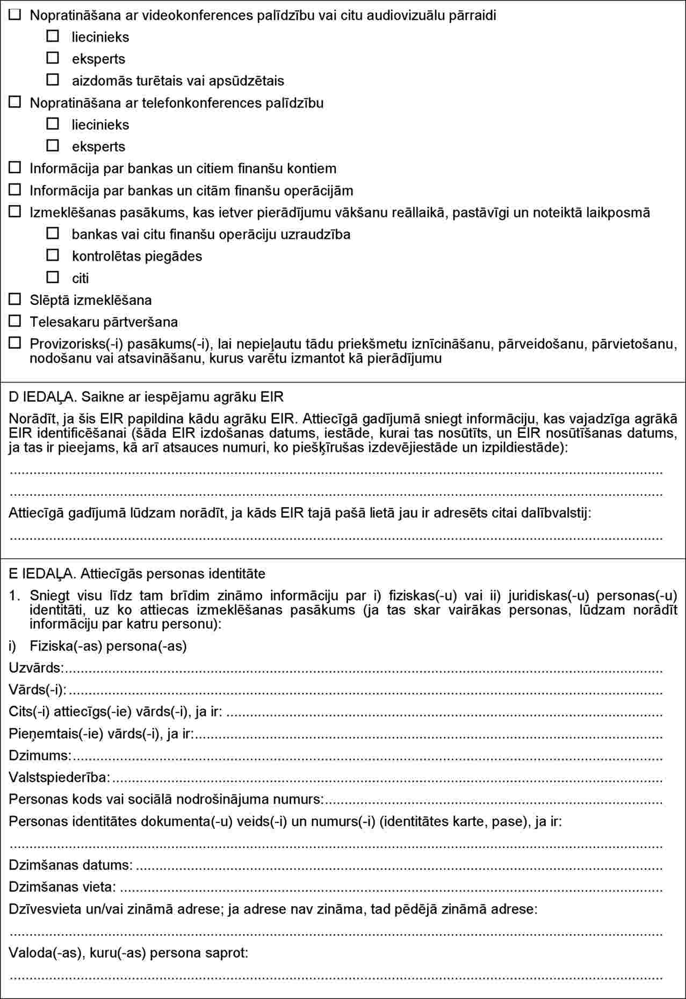 ☐ Nopratināšana ar videokonferences palīdzību vai citu audiovizuālu pārraidi
☐ liecinieks
☐ eksperts
☐ aizdomās turētais vai apsūdzētais
☐ Nopratināšana ar telefonkonferences palīdzību
☐ liecinieks
☐ eksperts
☐ Informācija par bankas un citiem finanšu kontiem
☐ Informācija par bankas un citām finanšu operācijām
☐ Izmeklēšanas pasākums, kas ietver pierādījumu vākšanu reāllaikā, pastāvīgi un noteiktā laikposmā
☐ bankas vai citu finanšu operāciju uzraudzība
☐ kontrolētas piegādes
☐ citi
☐ Slēptā izmeklēšana
☐ Telesakaru pārtveršana
☐ Provizorisks(-i) pasākums(-i), lai nepieļautu tādu priekšmetu iznīcināšanu, pārveidošanu, pārvietošanu,
nodošanu vai atsavināšanu, kurus varētu izmantot kā pierādījumu
D IEDAĻA. Saikne ar iespējamu agrāku EIR
Norādīt, ja šis EIR papildina kādu agrāku EIR. Attiecīgā gadījumā sniegt informāciju, kas vajadzīga agrākā
EIR identificēšanai (šāda EIR izdošanas datums, iestāde, kurai tas nosūtīts, un EIR nosūtīšanas datums,
ja tas ir pieejams, kā arī atsauces numuri, ko piešķīrušas izdevējiestāde un izpildiestāde):
................................................................................
................................................................................
Attiecīgā gadījumā lūdzam norādīt, ja kāds EIR tajā pašā lietā jau ir adresēts citai dalībvalstij:
................................................................................
E IEDAĻA. Attiecīgās personas identitāte
1. Sniegt visu līdz tam brīdim zināmo informāciju par i) fiziskas(-u) vai ii) juridiskas(-u) personas(-u)
identitāti, uz ko attiecas izmeklēšanas pasākums (ja tas skar vairākas personas, lūdzam norādīt
informāciju par katru personu):
i) Fiziska(-as) persona(-as)
Uzvārds:................................................................................
Vārds(-i):................................................................................
Cits(-i) attiecīgs(-ie) vārds(-i), ja ir: ............................................................
Pieņemtais(-ie) vārds(-i), ja ir:............................................................
Dzimums:................................................................................
Valstspiederība:................................................................................
Personas kods vai sociālā nodrošinājuma numurs:........................................
Personas identitātes dokumenta(-u) veids(-i) un numurs(-i) (identitātes karte, pase), ja ir:
................................................................................
Dzimšanas datums: ................................................................................
Dzimšanas vieta: ................................................................................
Dzīvesvieta un/vai zināmā adrese; ja adrese nav zināma, tad pēdējā zināmā adrese:
................................................................................
Valoda(-as), kuru(-as) persona saprot:
................................................................................